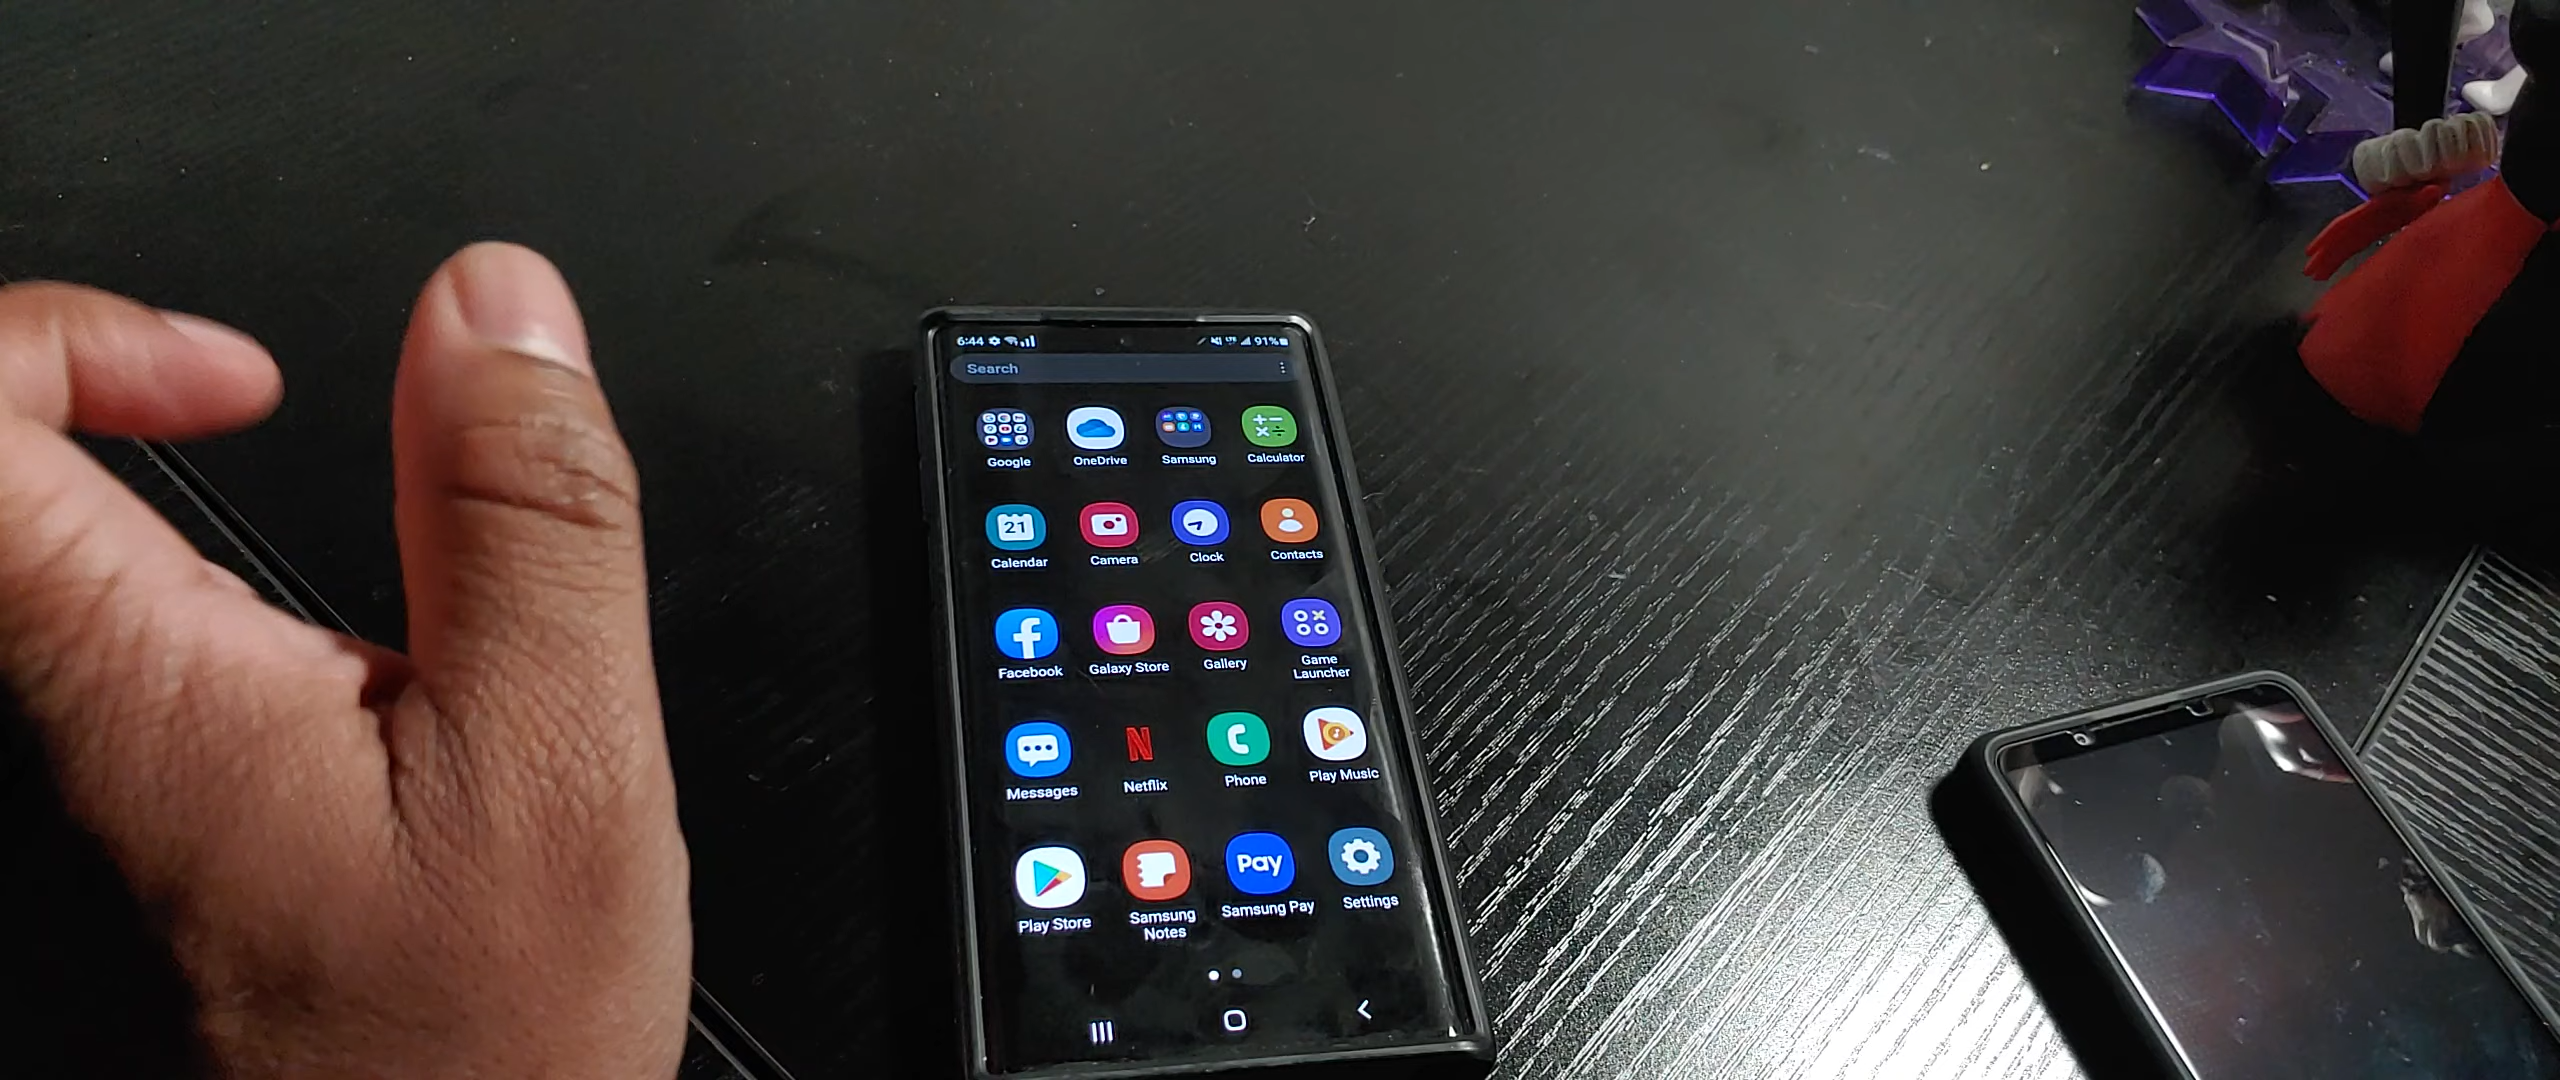 6:44
LTE 91%
Search
Google OneDrive Samsung Calculator
21
Calendar Camera Clock Contacts
Facebook Galaxy Store Gallery Game
Launcher
N
Messages Netflix Phone Play Music
Pay
Play Store Samsung Samsung Pay Settings
Notes